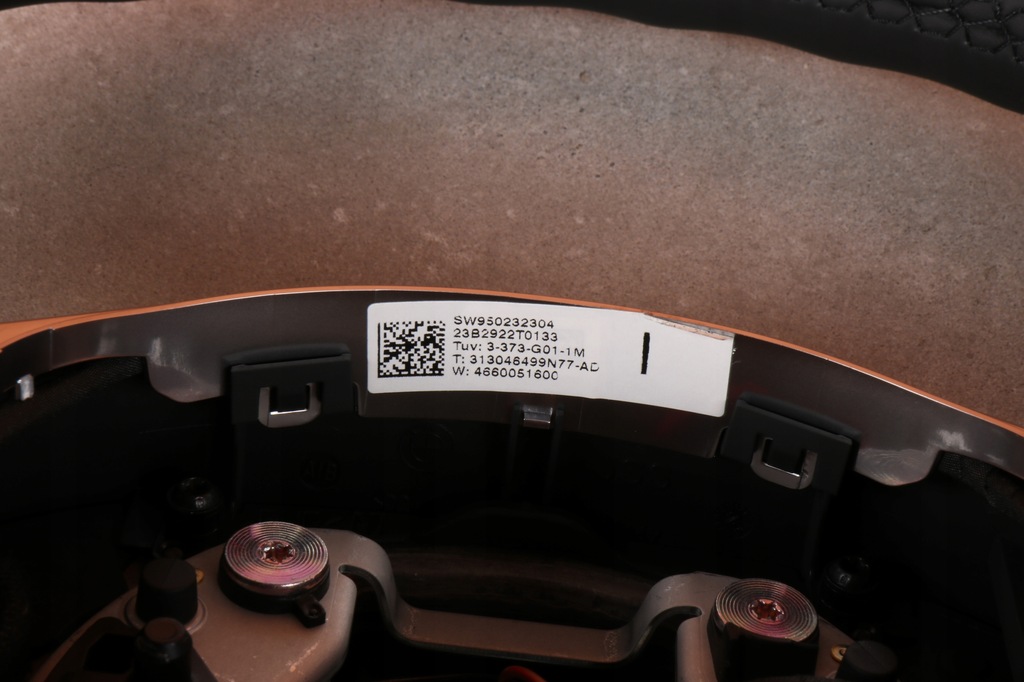 SW950232304
23B2922T0133
Tuv: 3-373-G01-1M
T: 313046499N77-AD
W: 4660051600
I